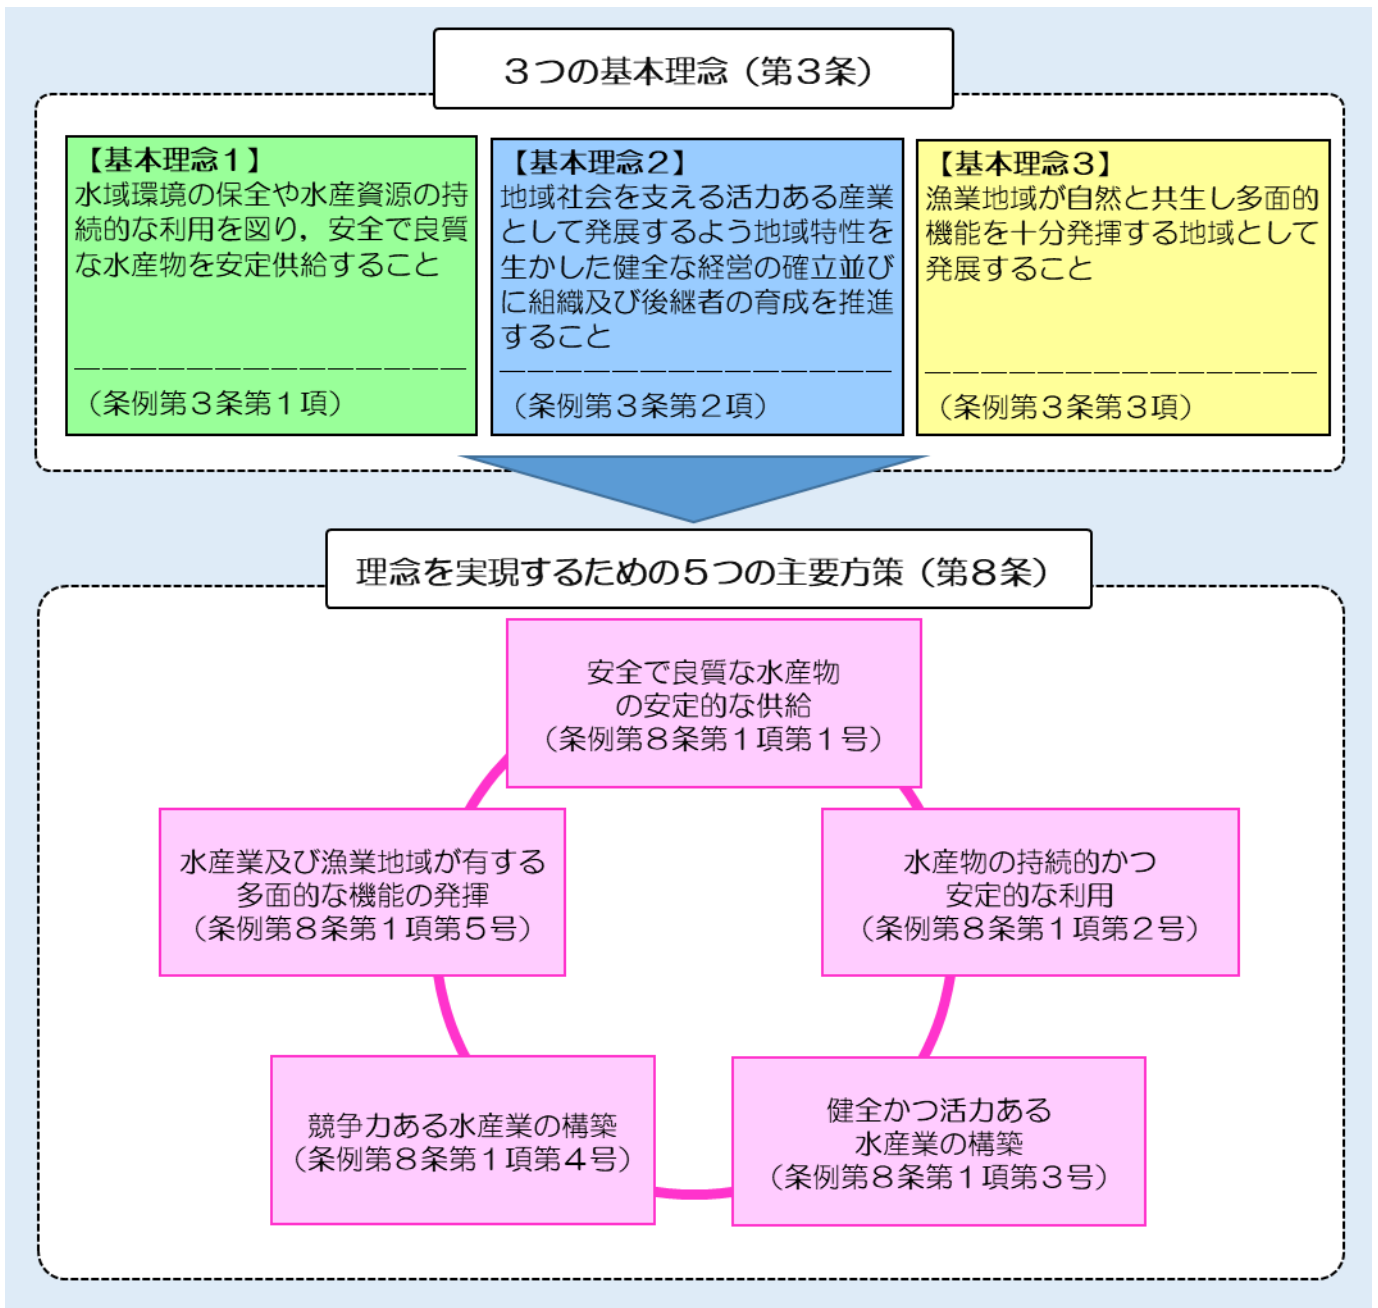 ３つの基本理念（第３条）
【基本理念１】
水域環境の保全や水産資源の持
続的な利用を図り，安全で良質
な水産物を安定供給すること
（条例第３条第１項）
【基本理念２】
地域社会を支える活力ある産業
として発展するよう地域特性を
生かした健全な経営の確立並び
に組織及び後継者の育成を推進
すること
（条例第３条第２項）
【基本理念３】
漁業地域が自然と共生し多面的
機能を十分発揮する地域として
発展すること
（条例第３条第３項）
理念を実現するための５つの主要方策（第８条）
安全で良質な水産物
の安定的な供給
（条例第８条第１項第１号）
水産物の持続的かつ
安定的な利用
（条例第８条第１項第２号）
健全かつ活力ある
水産業の構築
（条例第８条第１項第３号）
競争力ある水産業の構築
（条例第８条第１項第４号）
水産業及び漁業地域が有する
多面的な機能の発揮
（条例第８条第１項第５号）